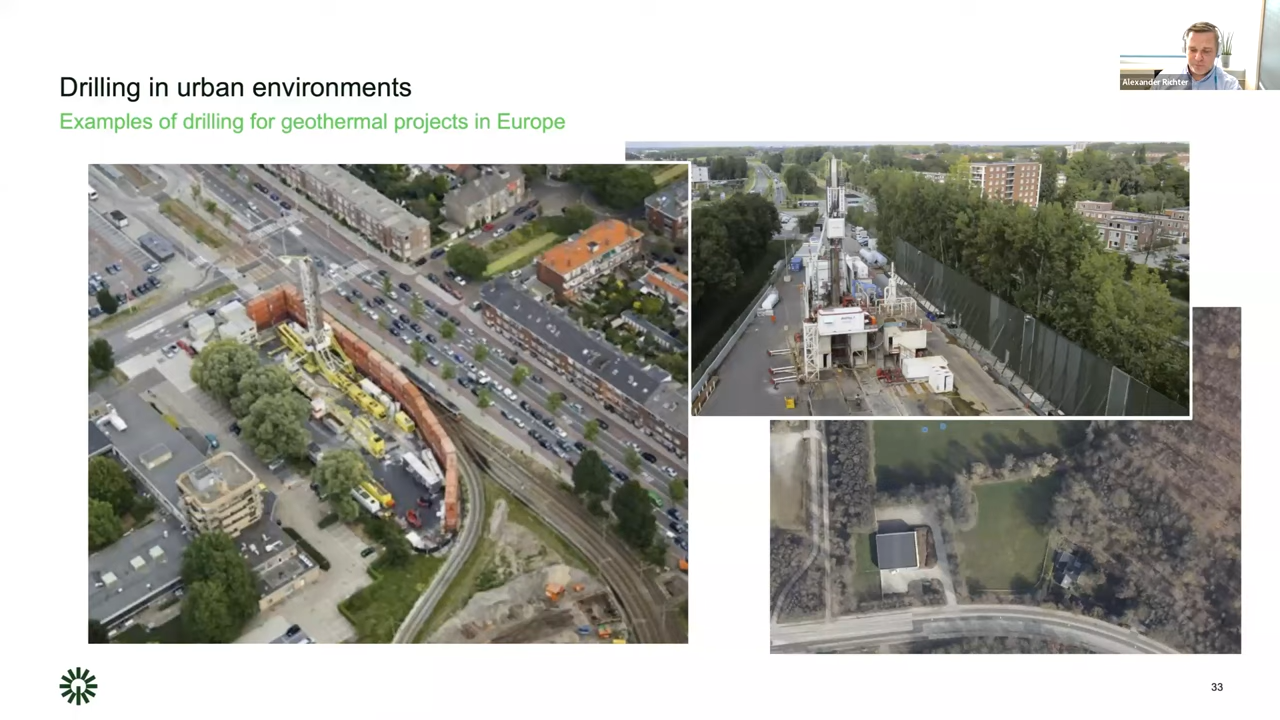 Drilling in urban environments
Examples of drilling for geothermal projects in Europe
Alexander Richter
33